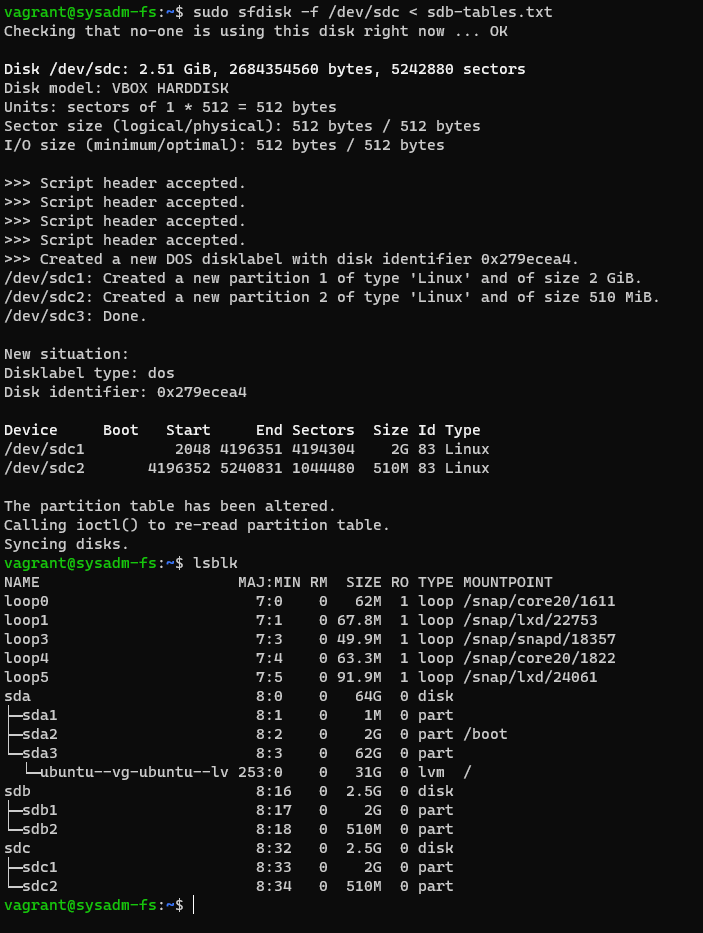 vagrant@sysadm-fs:~$ sudo sfdisk -f /dev/sdc < sdb-tables.txt
Checking that no-one is using this disk right now ... OK

Disk /dev/sdc: 2.51 GiB, 2684354560 bytes, 5242880 sectors
Disk model: VBOX HARDDISK
Units: sectors of 1 * 512 = 512 bytes
Sector size (logical/physical): 512 bytes / 512 bytes
I/O size (minimum/optimal): 512 bytes / 512 bytes

>>> Script header accepted.
>>> Script header accepted.
>>> Script header accepted.
>>> Script header accepted.
>>> Created a new DOS disklabel with disk identifier 0x279ecea4.
/dev/sdc1: Created a new partition 1 of type 'Linux' and of size 2 GiB.
/dev/sdc2: Created a new partition 2 of type 'Linux' and of size 510 MiB.
/dev/sdc3: Done.

New situation:
Disklabel type: dos
Disk identifier: 0x279ecea4

Device     Boot   Start     End Sectors  Size Id Type
/dev/sdc1          2048 4196351 4194304    2G 83 Linux
/dev/sdc2       4196352 5240831 1044480  510M 83 Linux

The partition table has been altered.
Calling ioctl() to re-read partition table.
Syncing disks.
vagrant@sysadm-fs:~$ lsblk
NAME                      MAJ:MIN RM  SIZE RO TYPE MOUNTPOINT
loop0                       7:0    0   62M  1 loop /snap/core20/1611
loop1                       7:1    0 67.8M  1 loop /snap/lxd/22753
loop3                       7:3    0 49.9M  1 loop /snap/snapd/18357
loop4                       7:4    0 63.3M  1 loop /snap/core20/1822
loop5                       7:5    0 91.9M  1 loop /snap/lxd/24061
sda                         8:0    0   64G  0 disk
├─sda1                      8:1    0    1M  0 part
├─sda2                      8:2    0    2G  0 part /boot
└─sda3                      8:3    0   62G  0 part
  └─ubuntu--vg-ubuntu--lv 253:0    0   31G  0 lvm  /
sdb                         8:16   0  2.5G  0 disk
├─sdb1                      8:17   0    2G  0 part
└─sdb2                      8:18   0  510M  0 part
sdc                         8:32   0  2.5G  0 disk
├─sdc1                      8:33   0    2G  0 part
└─sdc2                      8:34   0  510M  0 part
vagrant@sysadm-fs:~$